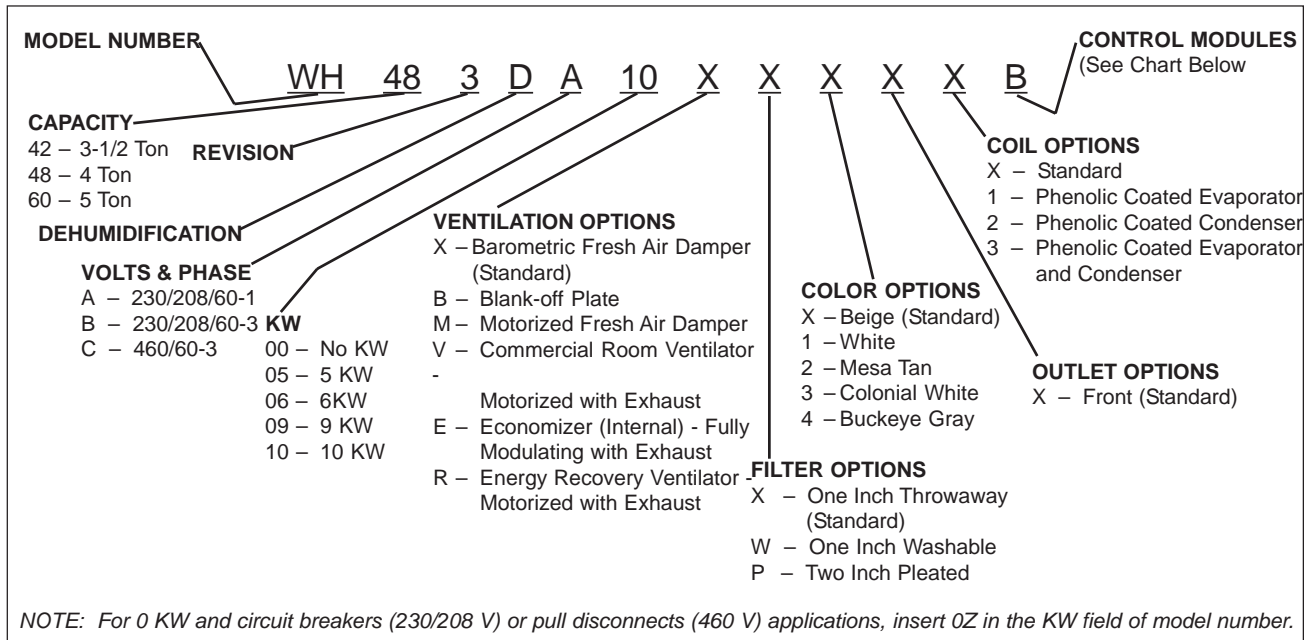 MODEL NUMBER
WH 48 3 D A 10 X X X X X B
CONTROL MODULES
(See Chart Below
CAPACITY
42 – 3-1/2 Ton
48 – 4 Ton
60 – 5 Ton
REVISION
DEHUMIDIFICATION
VOLTS & PHASE
A – 230/208/60-1
B – 230/208/60-3
C – 460/60-3
KW
00 – No KW
05 – 5 KW
06 – 6KW
09 – 9 KW
10 – 10 KW
VENTILATION OPTIONS
X – Barometric Fresh Air Damper
(Standard)
B – Blank-off Plate
M – Motorized Fresh Air Damper
V – Commercial Room Ventilator
-
Motorized with Exhaust
E – Economizer (Internal) - Fully
Modulating with Exhaust
R – Energy Recovery Ventilator -
Motorized with Exhaust
FILTER OPTIONS
X – One Inch Throwaway
(Standard)
W – One Inch Washable
P – Two Inch Pleated
COLOR OPTIONS
X – Beige (Standard)
1 – White
2 – Mesa Tan
3 – Colonial White
4 – Buckeye Gray
OUTLET OPTIONS
X – Front (Standard)
COIL OPTIONS
X – Standard
1 – Phenolic Coated Evaporator
2 – Phenolic Coated Condenser
3 – Phenolic Coated Evaporator
and Condenser
NOTE: For 0 KW and circuit breakers (230/208 V) or pull disconnects (460 V) applications, insert 0Z in the KW field of model number.